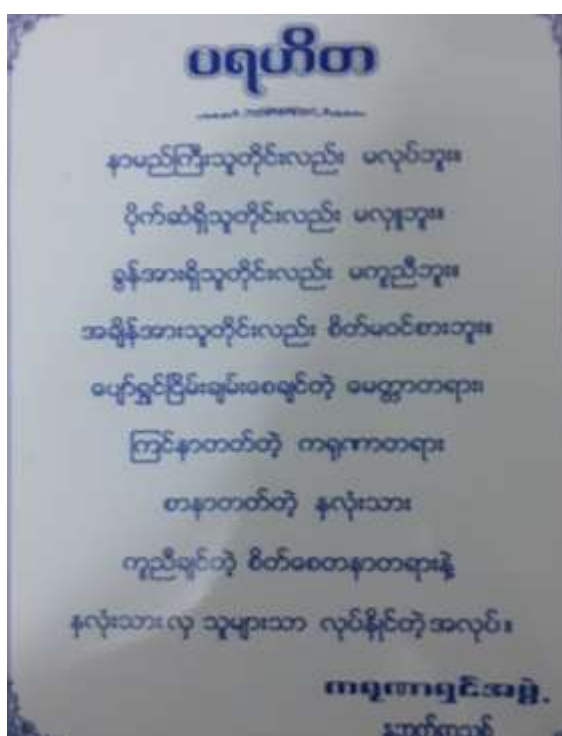 ပရဟိတ
နာမည်ကြီးသူတိုင်းလည်း မလုပ်ဘူး။
ပိုက်ဆံရှိသူတိုင်းလည်း မလှူဘူး။
ခွန်အားရှိသူတိုင်းလည်း မကူညီဘူး။
အချိန်အားသူတိုင်းလည်း စိတ်မဝင်စားဘူး။
ပျော်ရွှင်ငြိမ်းချမ်းစေချင်တဲ့ မေတ္တာတရား၊
ကြင်နာတတ်တဲ့ ကရုဏာတရား
စာနာတတ်တဲ့ နှလုံးသား
ကူညီချင်တဲ့ စိတ်စေတနာတရားနဲ့
နှလုံးသားလှ သူများသာ လုပ်နိုင်တဲ့အလုပ်။
ကရုဏာရှင်အဖွဲ့